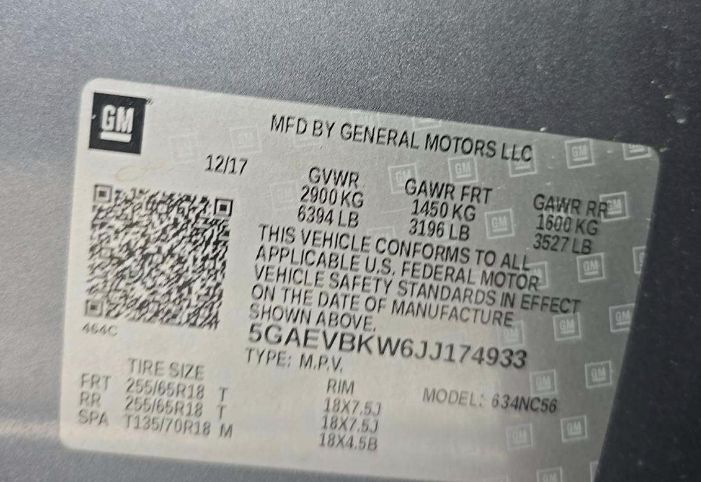 GM
MFD BY GENERAL MOTORS LLC
12/17
GVWR
2900KG
6394 LB
GAWR FRT
1450 KG
3196 LB
GAWR RR
1600 KG
3527 LB
THIS VEHICLE CONFORMS TO ALL
APPLICABLE U.S. FEDERAL MOTOR
VEHICLE SAFETY STANDARDS IN EFFECT
ON THE DATE OF MANUFACTURE
SHOWN ABOVE.
464C
5GAEVBKW6JJ174933
TYPE: M.P.V.
MODEL: 634NC56
TIRE SIZE RIM
FRT 255/65R18 T 18X7.5J
RR 255/65R18 T 18X7.5J
SPA T135/70R18 M 18X4.5B